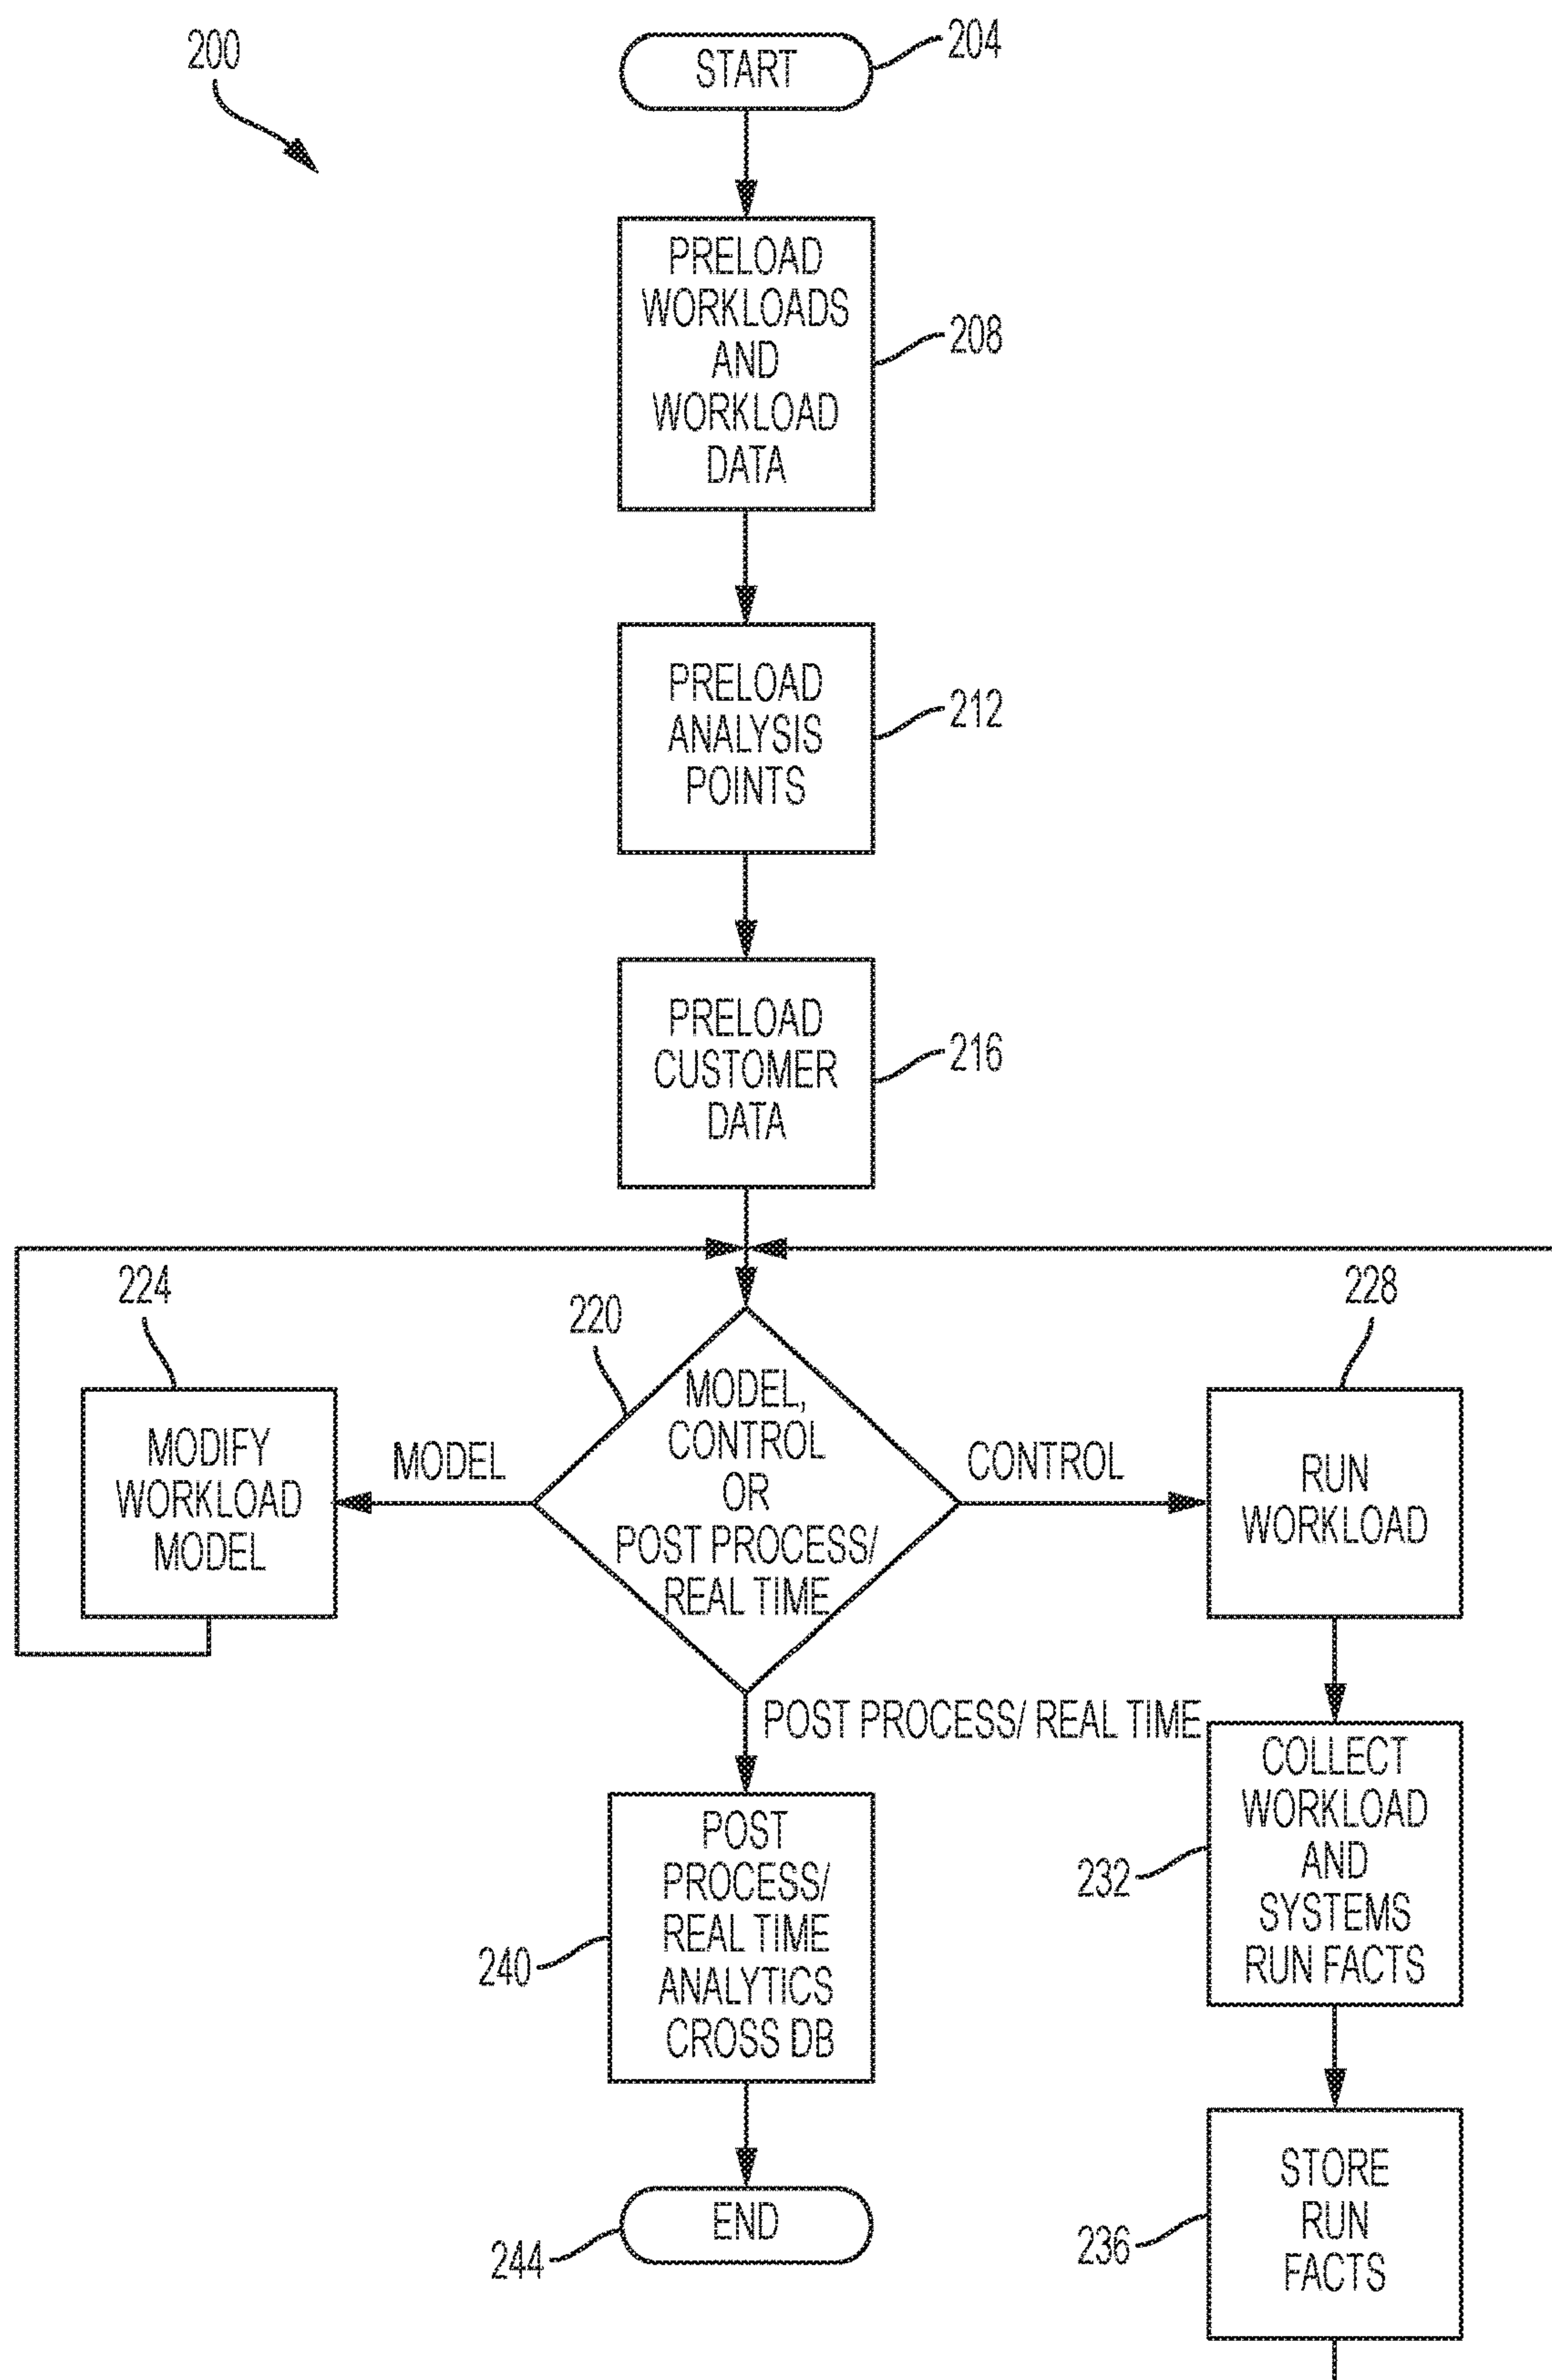 200
START
204
PRELOAD
WORKLOADS
AND
WORKLOAD
DATA
208
PRELOAD
ANALYSIS
POINTS
212
PRELOAD
CUSTOMER
DATA
216
224
220
228
MODIFY
WORKLOAD
MODEL
MODEL
MODEL,
CONTROL
OR
POST PROCESS/
REAL TIME
CONTROL
RUN
WORKLOAD
POST PROCESS/ REAL TIME
COLLECT
WORKLOAD
AND
SYSTEMS
RUN FACTS
232
POST
PROCESS/
REAL TIME
ANALYTICS
CROSS DB
240
END
244
STORE
RUN
FACTS
236